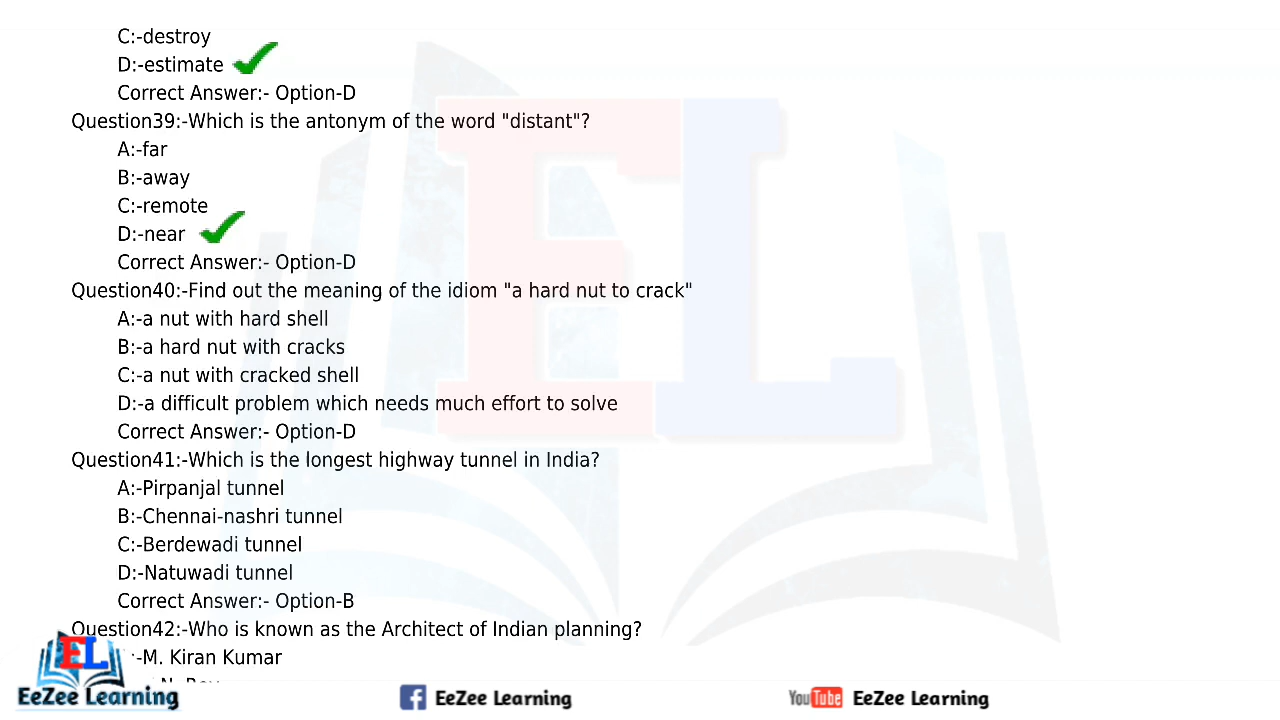 C:-destroy
D:-estimate
Correct Answer:- Option-D
Question39:-Which is the antonym of the word "distant"?
A:-far
B:-away
C:-remote
D:-near
Correct Answer:- Option-D
Question40:-Find out the meaning of the idiom "a hard nut to crack"
A:-a nut with hard shell
B:-a hard nut with cracks
C:-a nut with cracked shell
D:-a difficult problem which needs much effort to solve
Correct Answer:- Option-D
Question41:-Which is the longest highway tunnel in India?
A:-Pirpanjal tunnel
B:-Chennai-nashri tunnel
C:-Berdewadi tunnel
D:-Natuwadi tunnel
Correct Answer:- Option-B
Question42:-Who is known as the Architect of Indian planning?
:-M. Kiran Kumar
EL
EeZee Learning
EeZee Learning
YouTube EeZee Learning